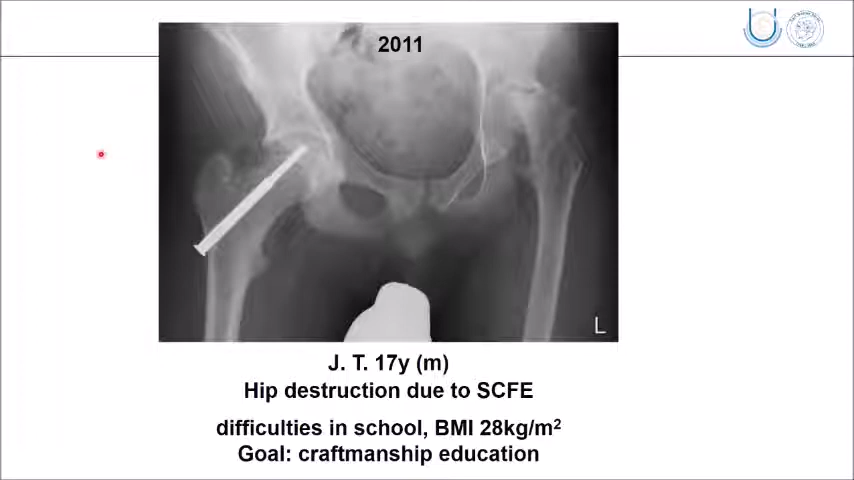 2011
L
J. T. 17y (m)
Hip destruction due to SCFE
difficulties in school, BMI 28kg/m²
Goal: craftmanship education